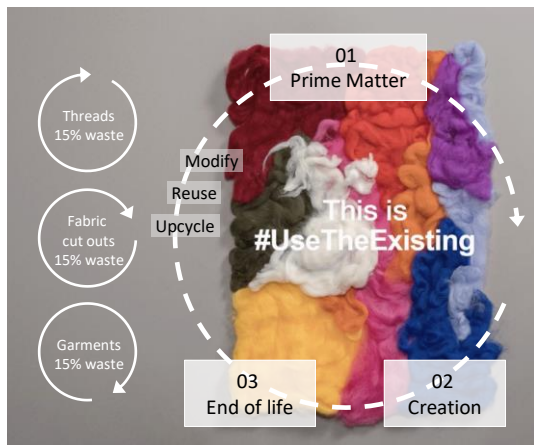 01
Prime Matter
Threads
15% waste
Modify
Reuse
Upcycle
Fabric
cut outs
15% waste
This is
#UseTheExisting
Garments
15% waste
03
End of life
02
Creation